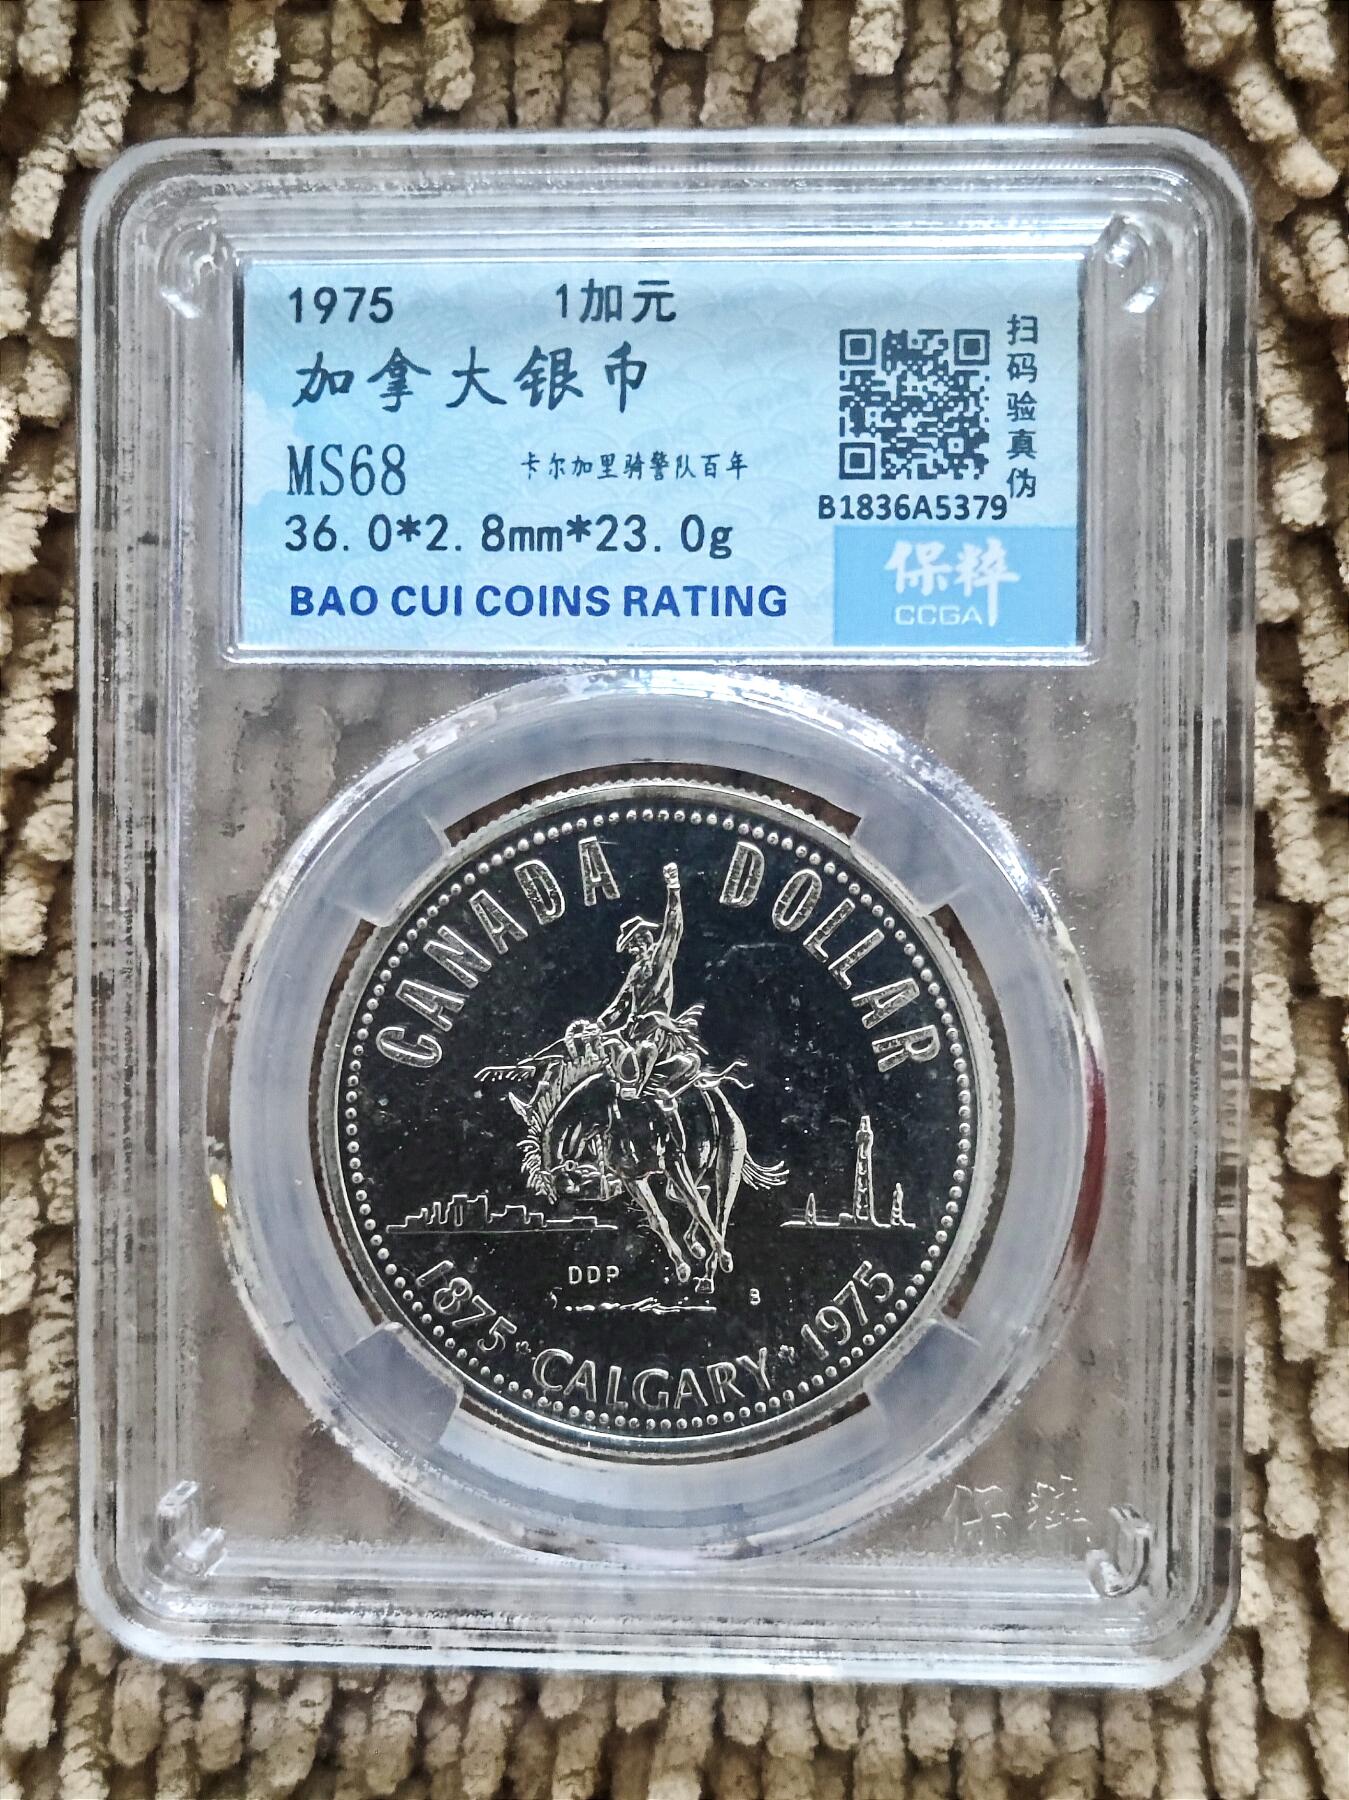 1975 1加元
加拿大银币
MS68 卡尔加里骑警队百年
36.0*2.8mm*23.0g
BAO CUI COINS RATING
扫码验真伪
B1836A5379
保粹
CCGA
CANADA DOLLAR
DDP
B
1875 * CALGARY * 1975
保粹